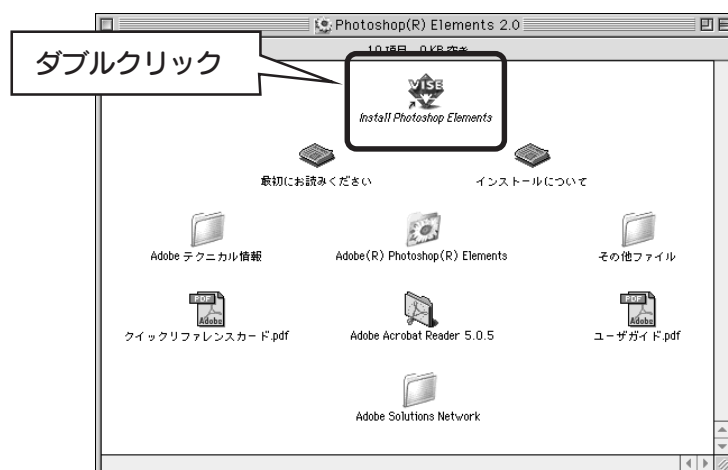 Photoshop(R) Elements 2.0
10 項目、0 KB 空き
ダブルクリック
VISE
Install Photoshop Elements
最初にお読みください
インストールについて
Adobe テクニカル情報
Adobe(R) Photoshop(R) Elements
その他ファイル
PDF
Adobe
PDF
Adobe
クイックリファレンスカード.pdf
Adobe Acrobat Reader 5.0.5
ユーザガイド.pdf
Adobe Solutions Network